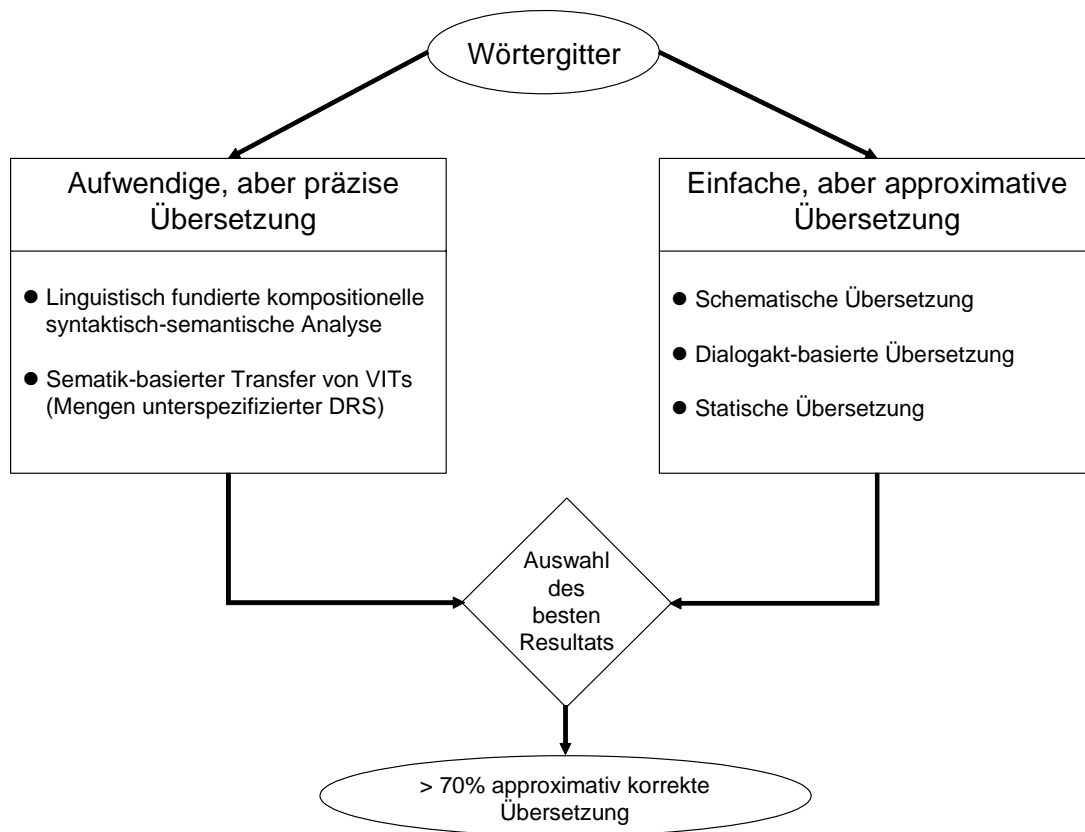 Wörtergitter
Aufwendige, aber präzise
Übersetzung
● Linguistisch fundierte kompositionelle
syntaktisch-semantische Analyse
● Sematik-basierter Transfer von VITs
(Mengen unterspezifizierter DRS)
Einfache, aber approximative
Übersetzung
● Schematische Übersetzung
● Dialogakt-basierte Übersetzung
● Statische Übersetzung
Auswahl
des
besten
Resultats
> 70% approximativ korrekte
Übersetzung